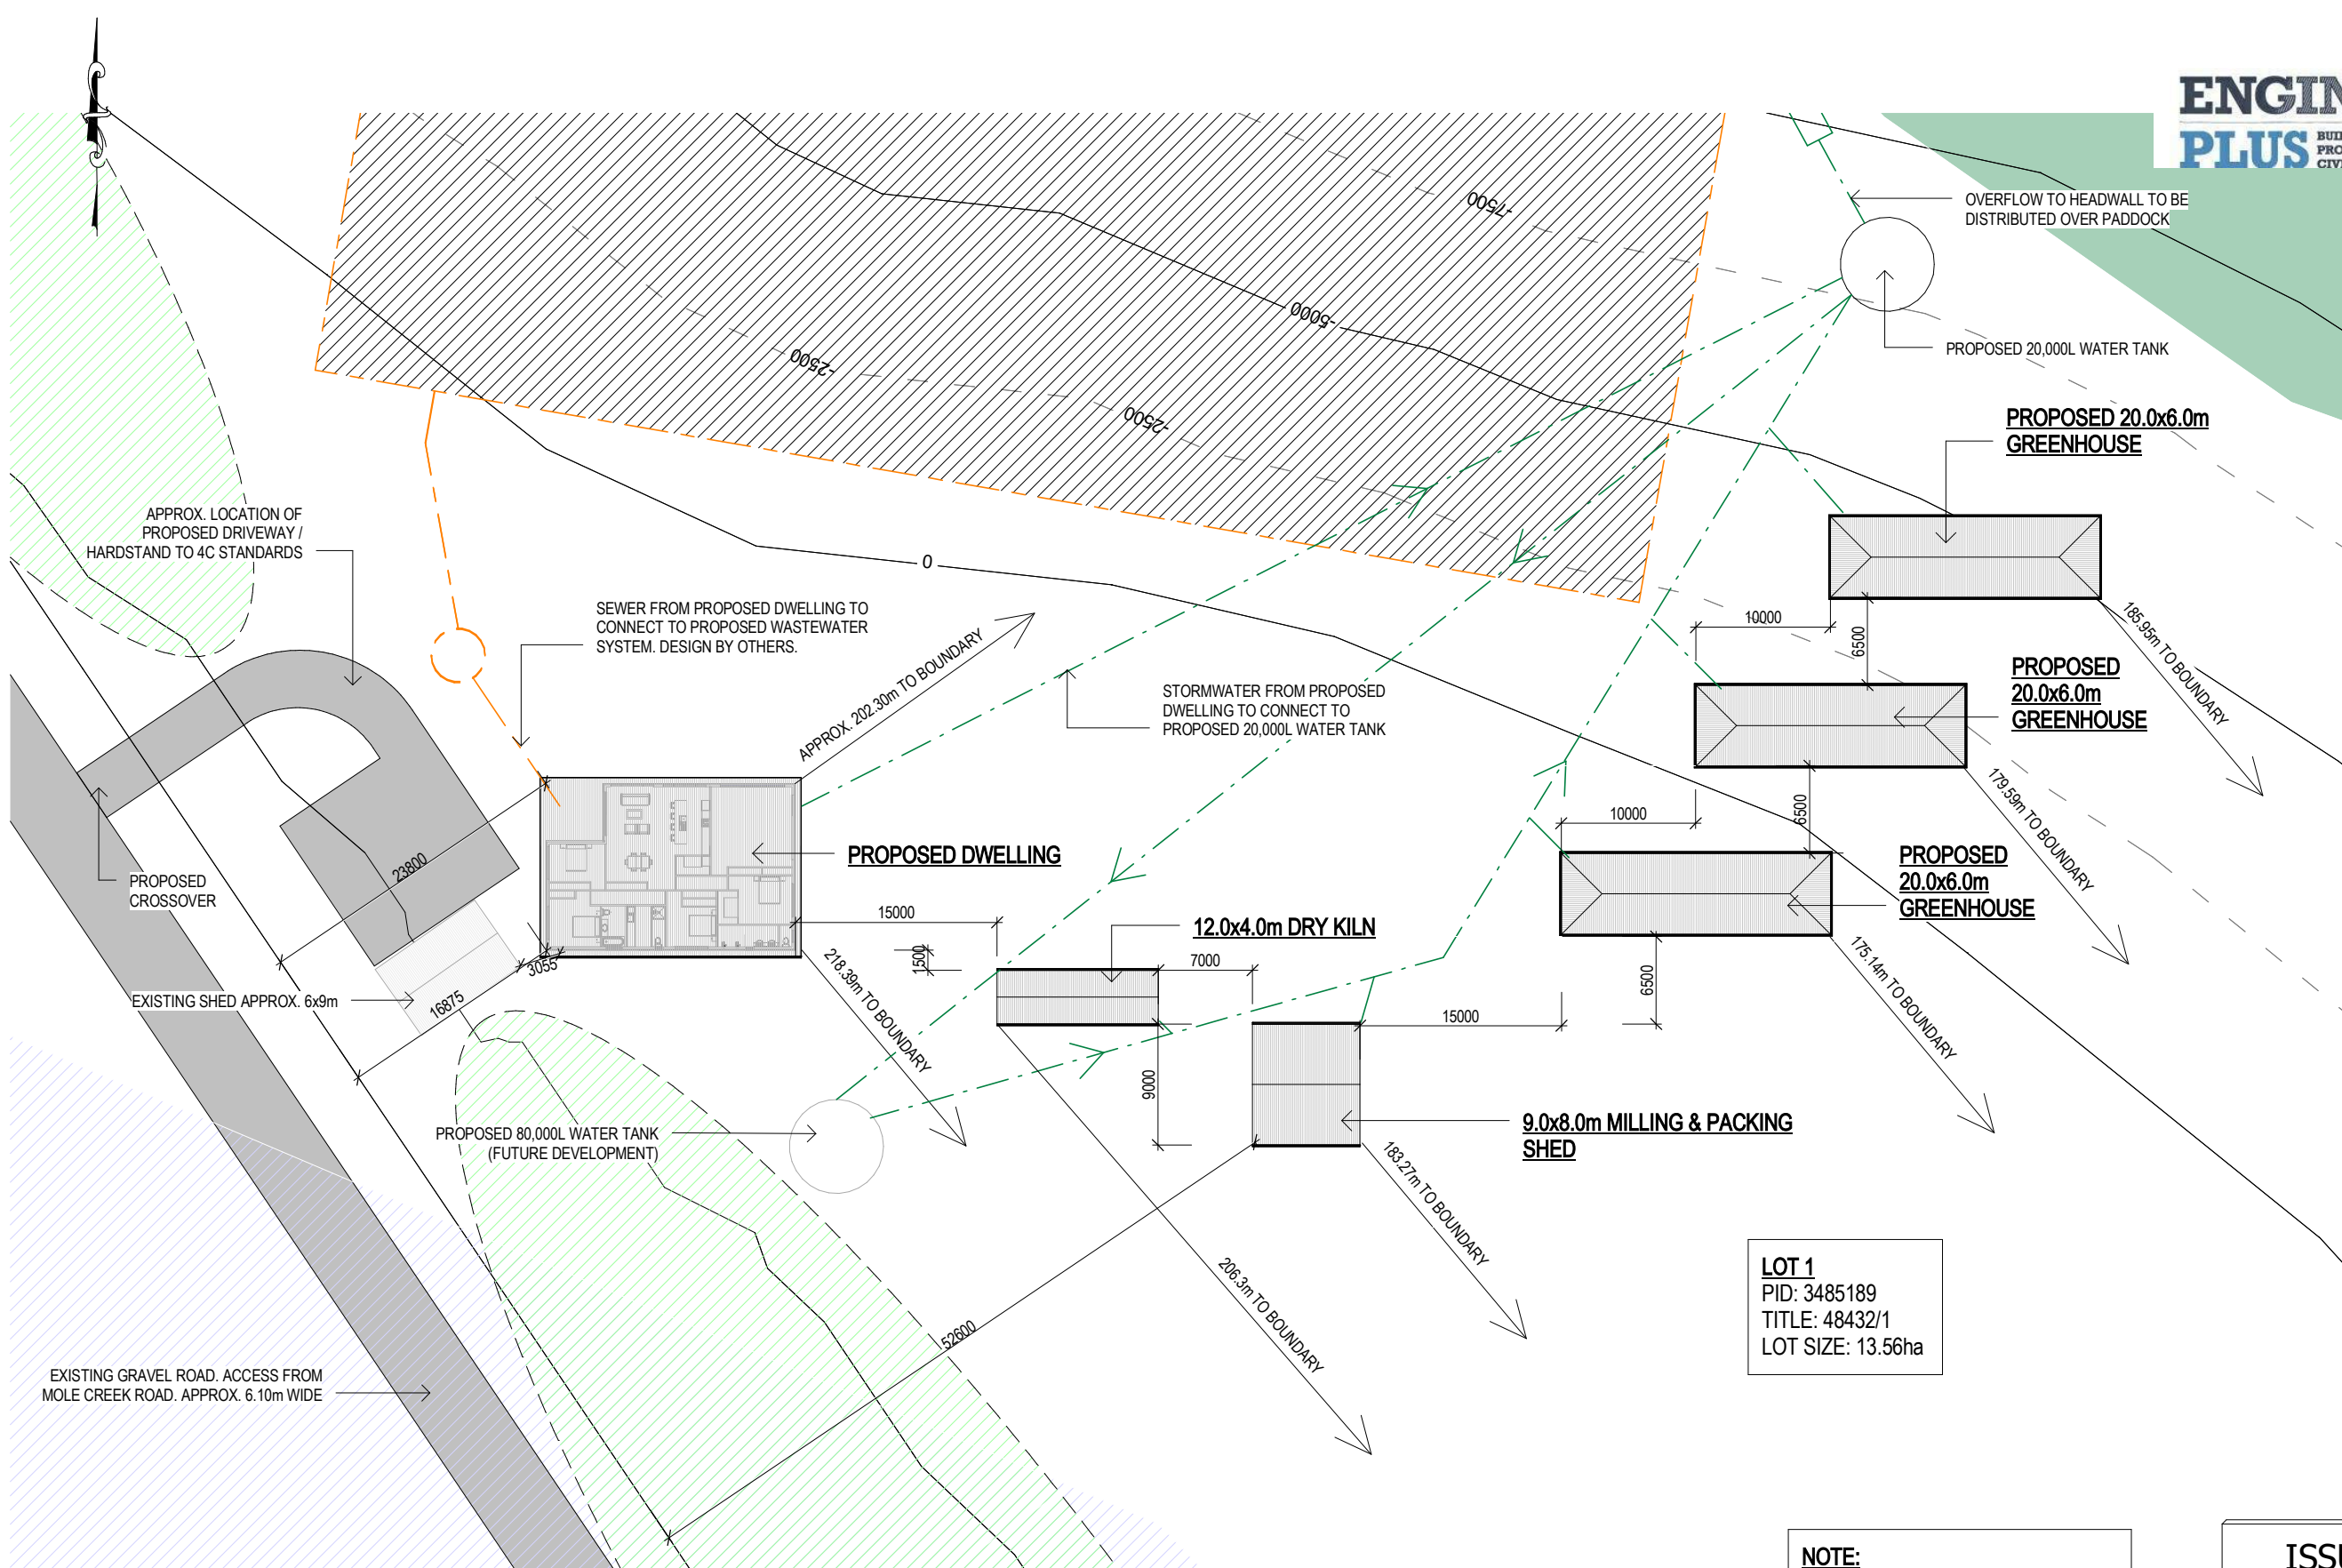 ENGIN
PLUS
BUIL
PRO
CIVI
OVERFLOW TO HEADWALL TO BE
DISTRIBUTED OVER PADDOCK
-7500
-5000
PROPOSED 20,000L WATER TANK
-2500
-2500
PROPOSED 20.0x6.0m
GREENHOUSE
APPROX. LOCATION OF
PROPOSED DRIVEWAY /
HARDSTAND TO 4C STANDARDS
0
SEWER FROM PROPOSED DWELLING TO
CONNECT TO PROPOSED WASTEWATER
SYSTEM. DESIGN BY OTHERS.
APPROX. 202.30m TO BOUNDARY
10000
6500
185.95m TO BOUNDARY
STORMWATER FROM PROPOSED
DWELLING TO CONNECT TO
PROPOSED 20,000L WATER TANK
PROPOSED
20.0x6.0m
GREENHOUSE
10000
6500
179.59m TO BOUNDARY
PROPOSED
CROSSOVER
23800
PROPOSED DWELLING
PROPOSED
20.0x6.0m
GREENHOUSE
15000
1500
12.0x4.0m DRY KILN
7000
3055
218.39m TO BOUNDARY
EXISTING SHED APPROX. 6x9m
16875
15000
6500
175.14m TO BOUNDARY
9000
PROPOSED 80,000L WATER TANK
(FUTURE DEVELOPMENT)
9.0x8.0m MILLING & PACKING
SHED
183.27m TO BOUNDARY
206.3m TO BOUNDARY
52600
LOT 1
PID: 3485189
TITLE: 48432/1
LOT SIZE: 13.56ha
EXISTING GRAVEL ROAD. ACCESS FROM
MOLE CREEK ROAD. APPROX. 6.10m WIDE
NOTE:
ISSU